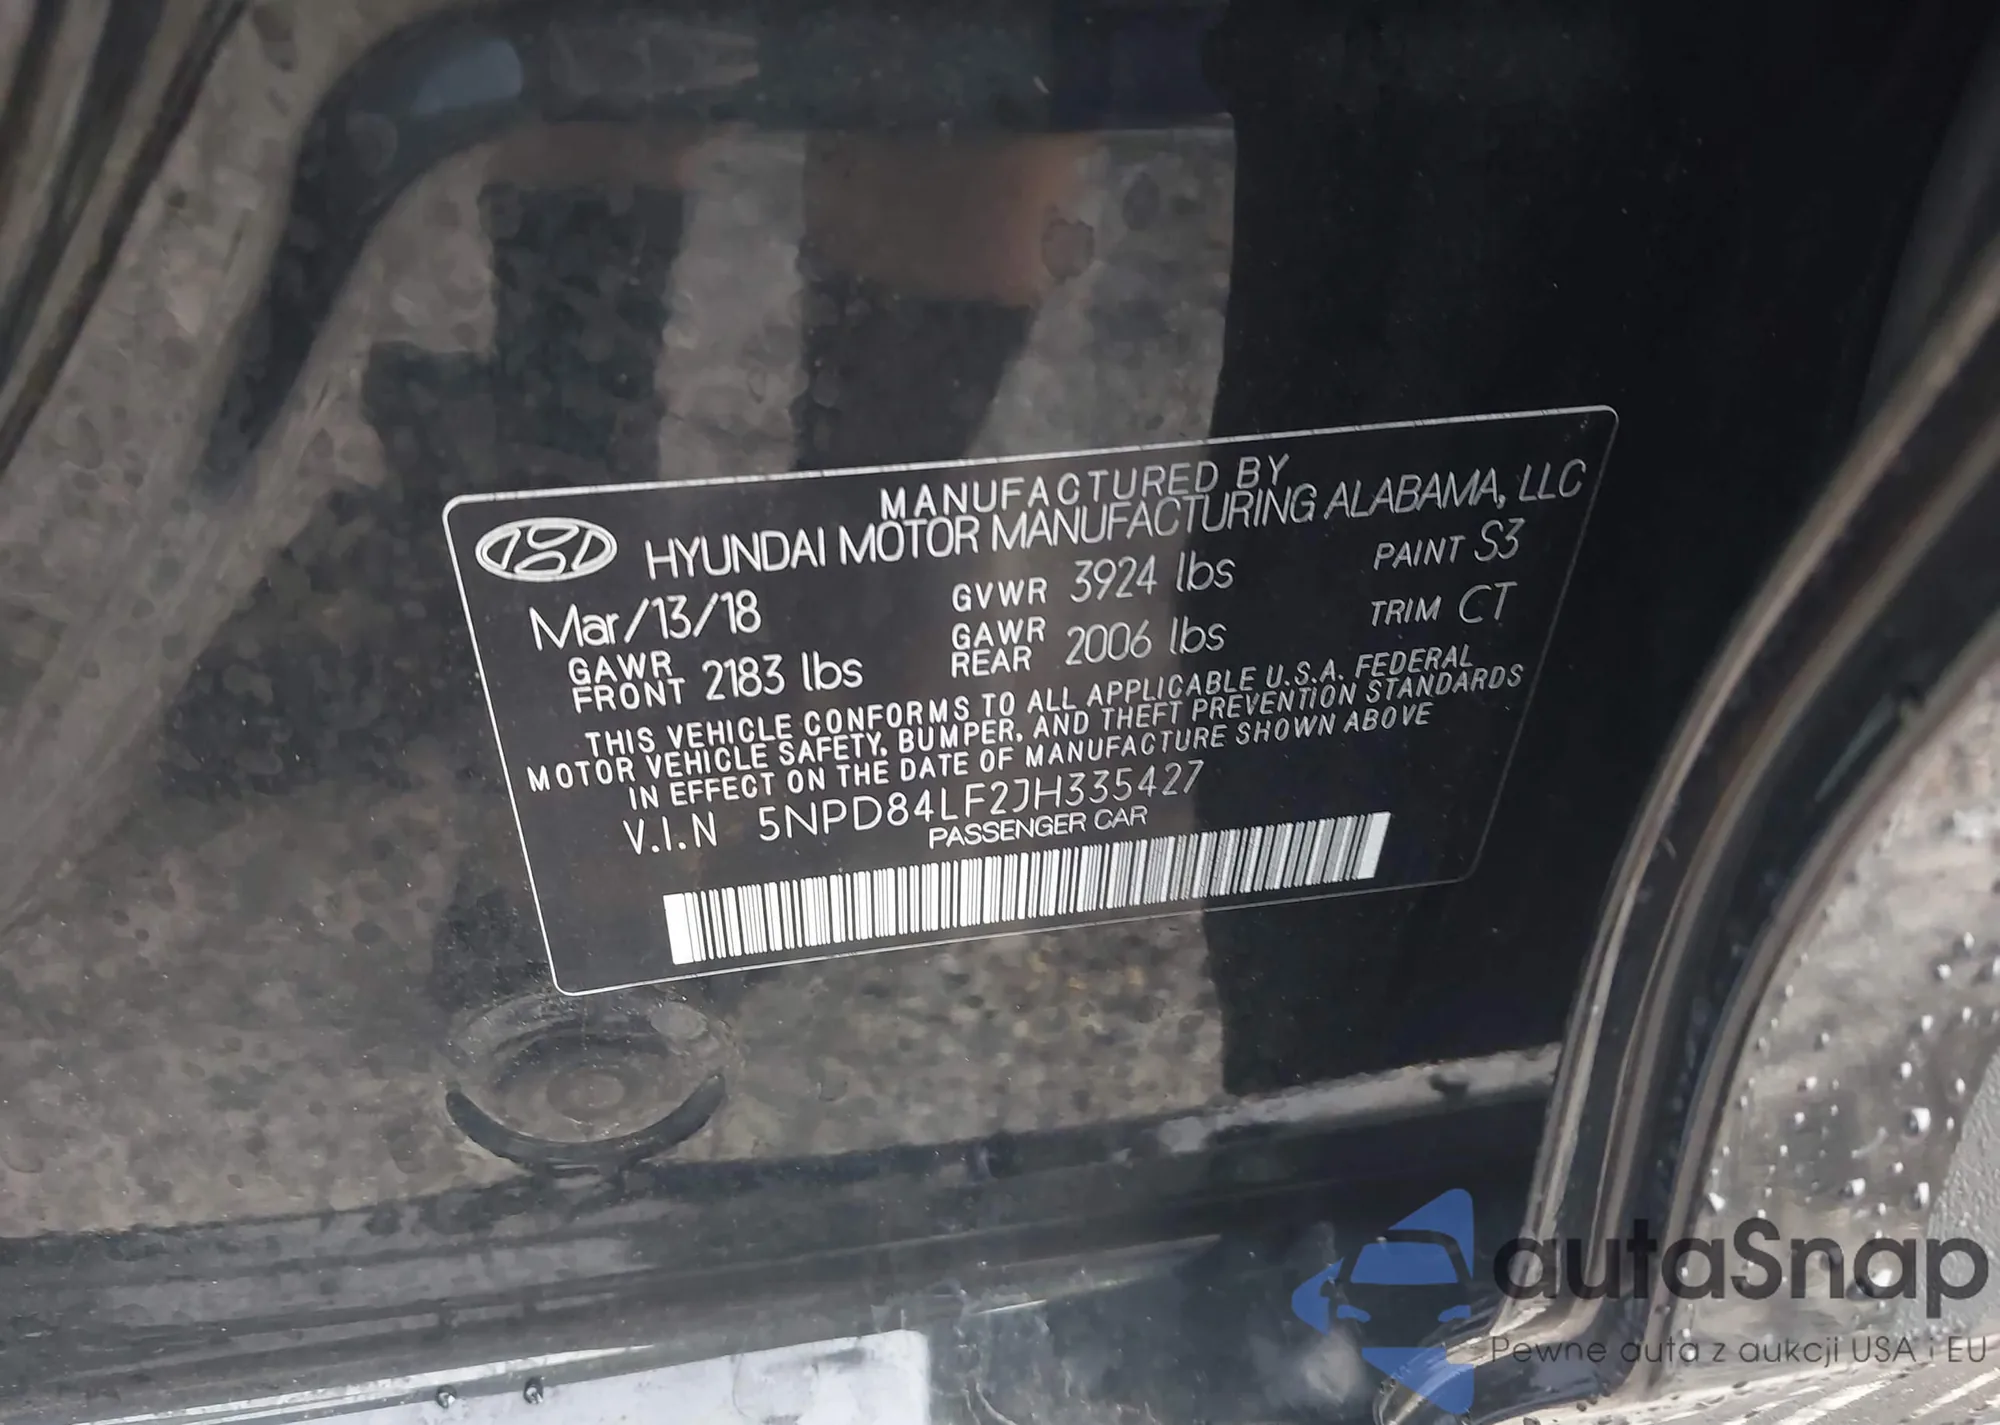 MANUFACTURED BY
HYUNDAI MOTOR MANUFACTURING ALABAMA, LLC
Mar/13/18 GVWR 3924 lbs PAINT S3
GAWR FRONT 2183 lbs GAWR REAR 2006 lbs TRIM CT
THIS VEHICLE CONFORMS TO ALL APPLICABLE U.S.A. FEDERAL
MOTOR VEHICLE SAFETY, BUMPER, AND THEFT PREVENTION STANDARDS
IN EFFECT ON THE DATE OF MANUFACTURE SHOWN ABOVE
V.I.N 5NPD84LF2JH335427
PASSENGER CAR
autaSnap
Pewne auta z aukcji USA i EU